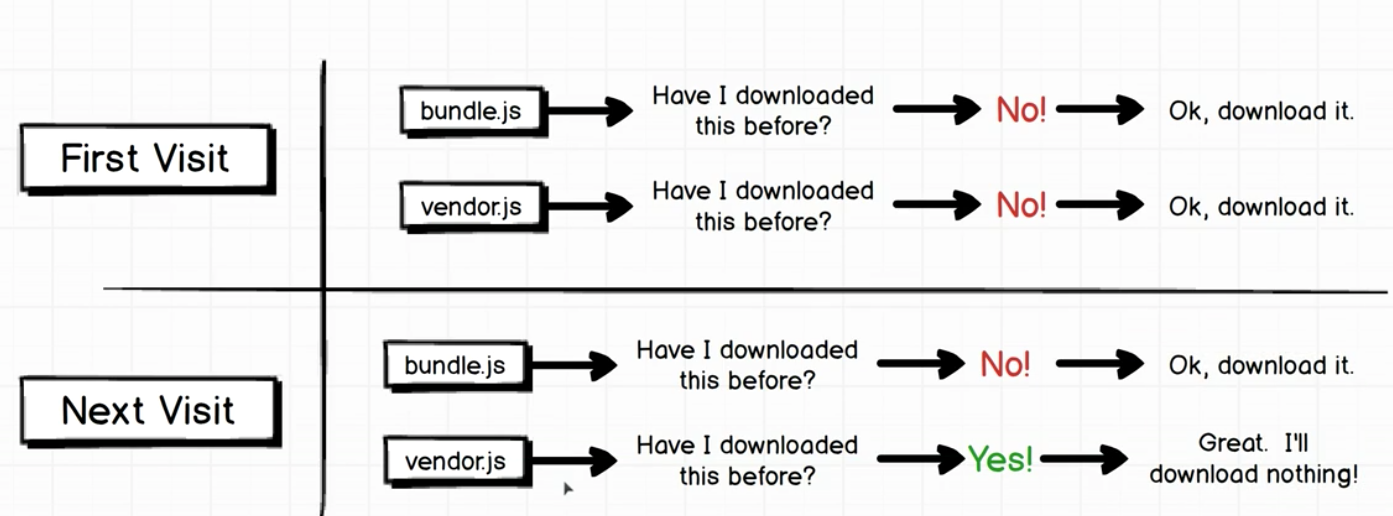 First Visit
bundle.js
Have I downloaded
this before?
No!
Ok, download it.
vendor.js
Have I downloaded
this before?
No!
Ok, download it.
Next Visit
bundle.js
Have I downloaded
this before?
No!
Ok, download it.
vendor.js
Have I downloaded
this before?
Yes!
Great. I'll
download nothing!